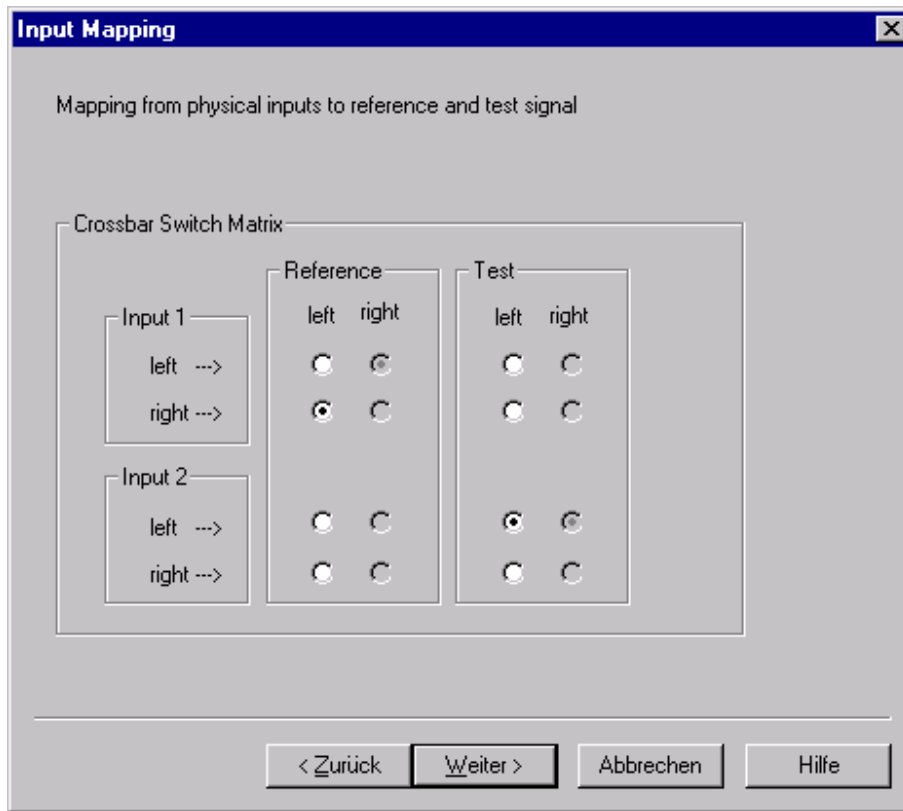 Input Mapping
Mapping from physical inputs to reference and test signal
Crossbar Switch Matrix
Reference
Test
left right
left right
Input 1
left --->
right --->
Input 2
left --->
right --->
< Zurück
Weiter >
Abbrechen
Hilfe